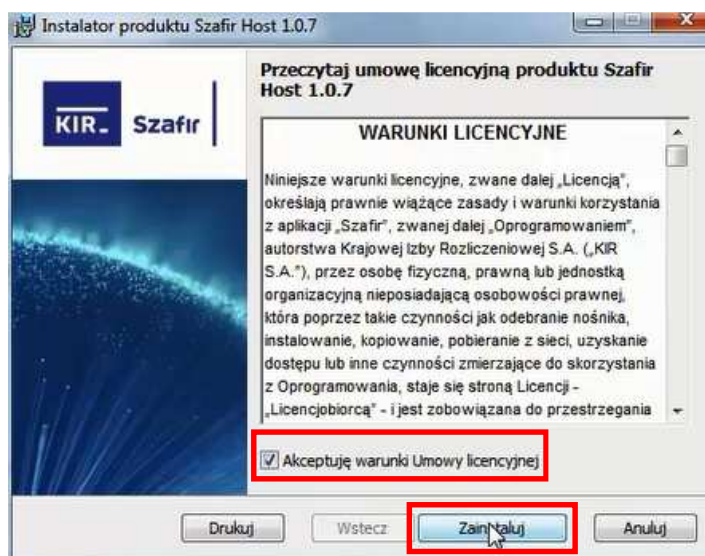 Instalator produktu Szafir Host 1.0.7
KIR Szafir
Przeczytaj umowę licencyjną produktu Szafir
Host 1.0.7
WARUNKI LICENCYJNE
Niniejsze warunki licencyjne, zwane dalej „Licencją”,
określają prawnie wiążące zasady i warunki korzystania
z aplikacji „Szafir”, zwanej dalej „Oprogramowaniem”,
autorstwa Krajowej Izby Rozliczeniowej S.A. („KIR
S.A.”), przez osobę fizyczną, prawną lub jednostką
organizacyjną nieposiadającą osobowości prawnej,
która poprzez takie czynności jak odebranie nośnika,
instalowanie, kopiowanie, pobieranie z sieci, uzyskanie
dostępu lub inne czynności zmierzające do skorzystania
z Oprogramowania, staje się stroną Licencji -
„Licencjobiorcą” - i jest zobowiązana do przestrzegania
Akceptuję warunki Umowy licencyjnej
Drukuj Wstecz Zainstaluj Anuluj